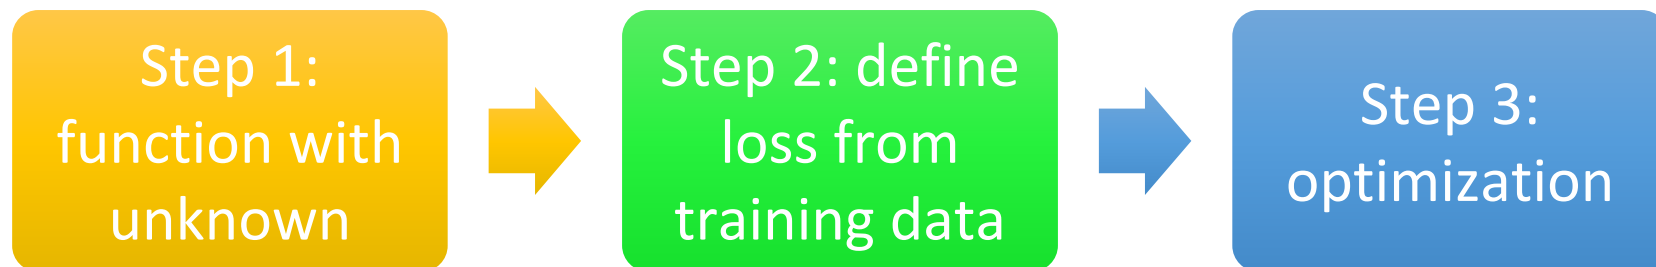 Step 1:
function with
unknown
Step 2: define
loss from
training data
Step 3:
optimization